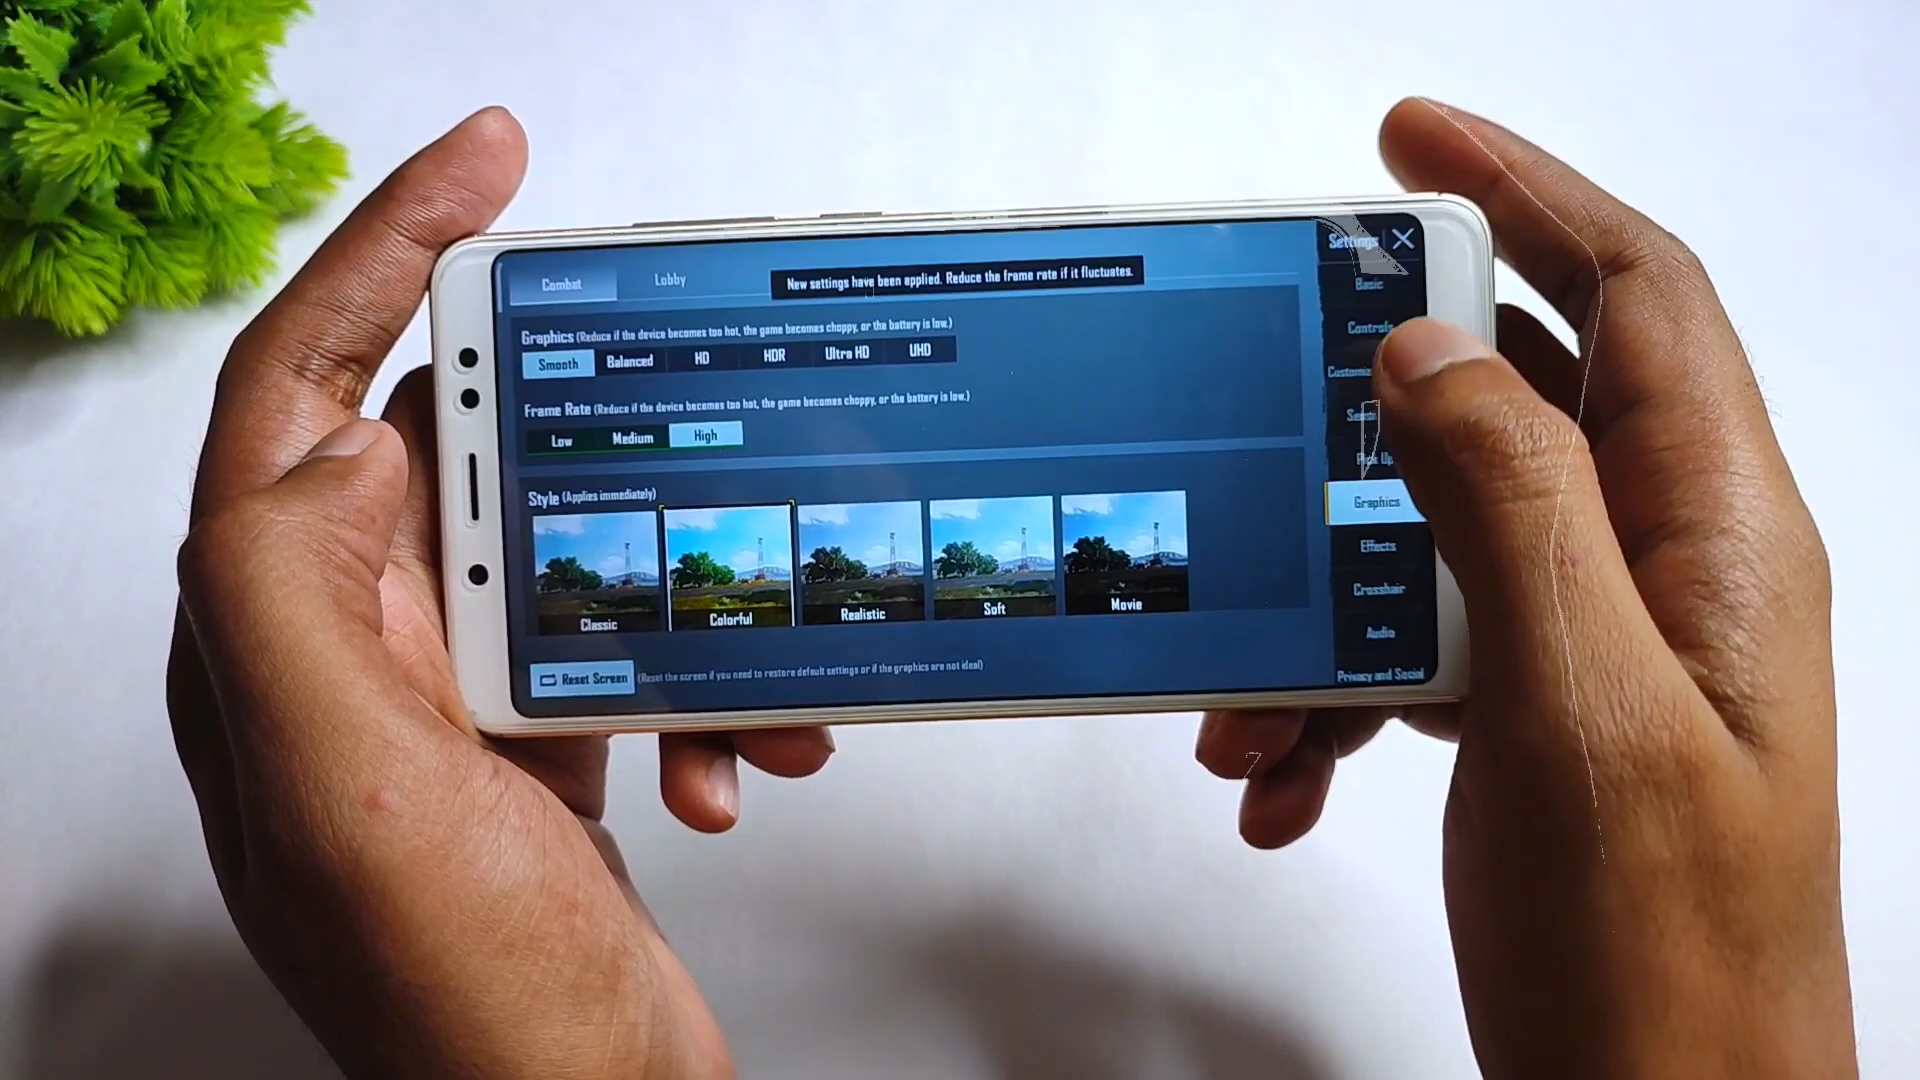 Combat Lobby
New settings have been applied. Reduce the frame rate if it fluctuates.
Settings
Graphics (Reduce if the device becomes too hot, the game becomes choppy, or the battery is low.)
Smooth Balanced HD HDR Ultra HD UHD
Frame Rate (Reduce if the device becomes too hot, the game becomes choppy, or the battery is low.)
Low Medium High
Style (Applies immediately)
Classic Colorful Realistic Soft Movie
Reset Screen (Reset the screen if you need to restore default settings or if the graphics are not ideal)
Basic
Controls
Pick Up
Graphics
Effects
Crosshair
Audio
Privacy and Social